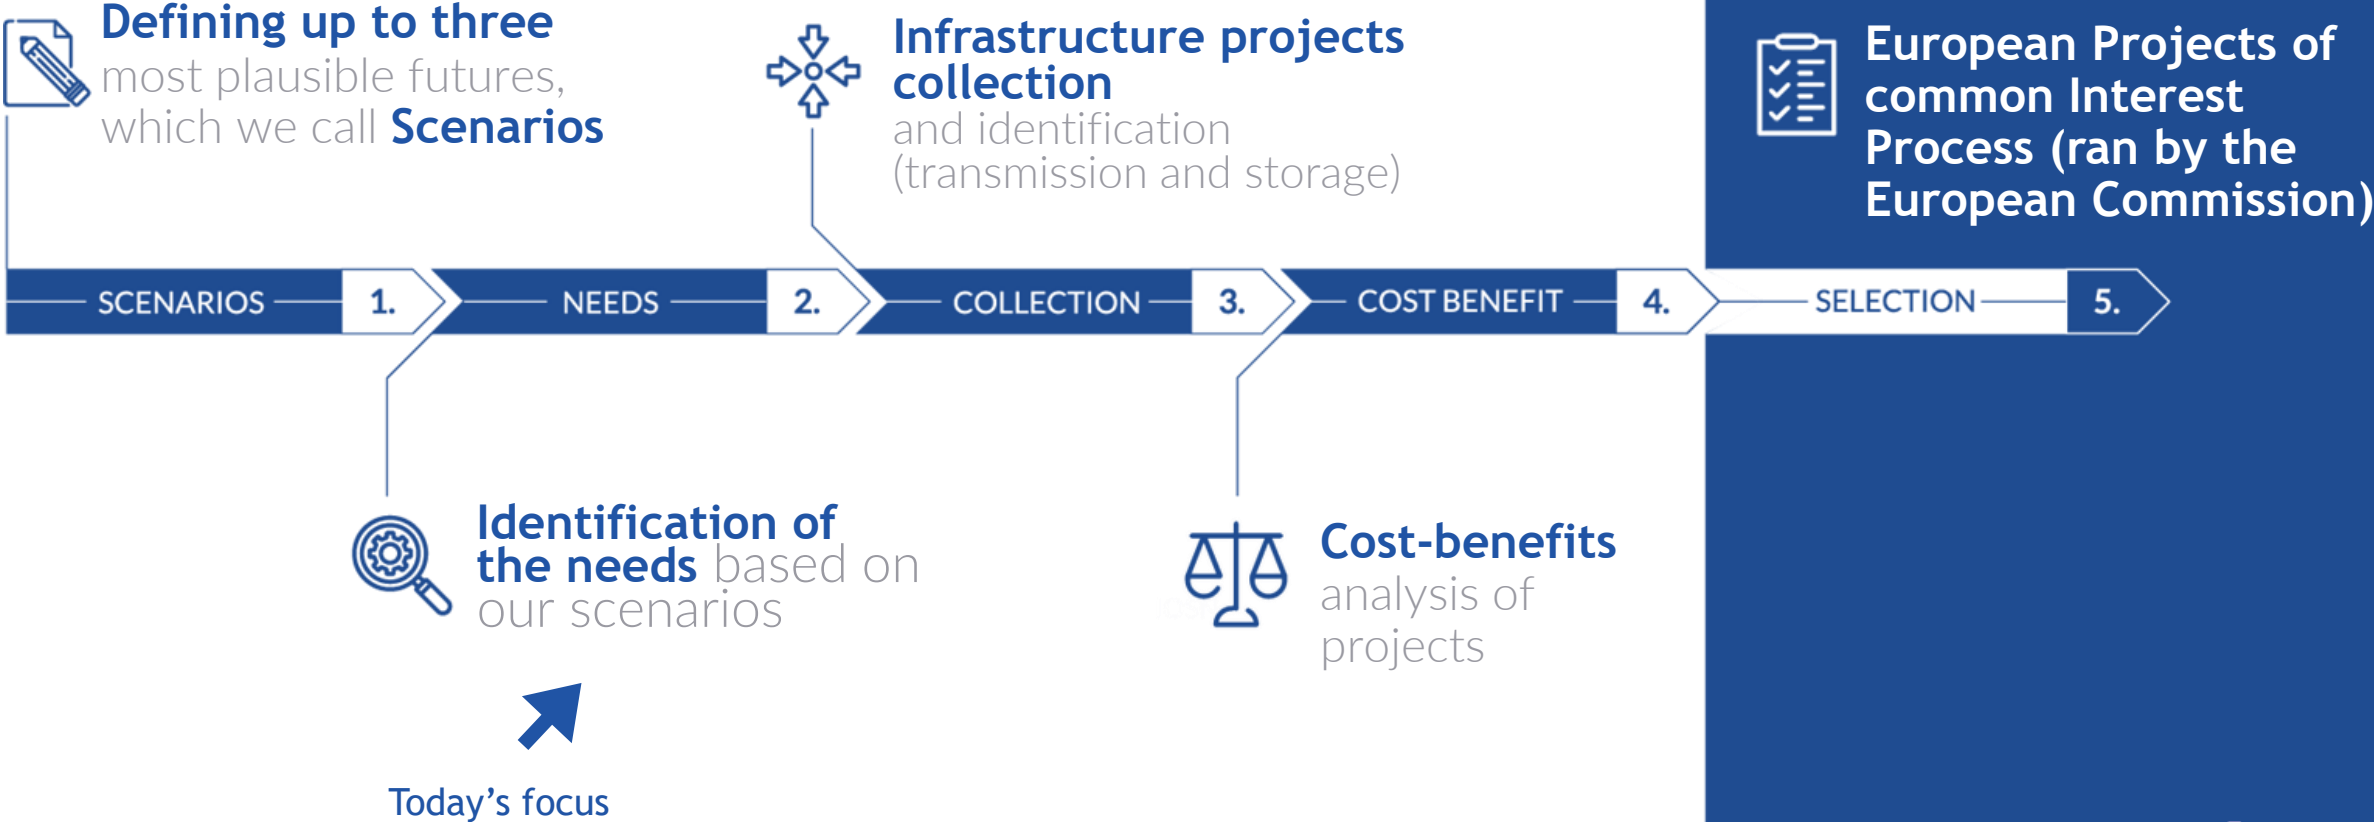 Defining up to three
most plausible futures,
which we call Scenarios
Infrastructure projects
collection
and identification
(transmission and storage)
European Projects of
common Interest
Process (ran by the
European Commission)
SCENARIOS 1. NEEDS 2. COLLECTION 3. COST BENEFIT 4. SELECTION 5.
Identification of
the needs based on
our scenarios
Cost-benefits
analysis of
projects
Today’s focus